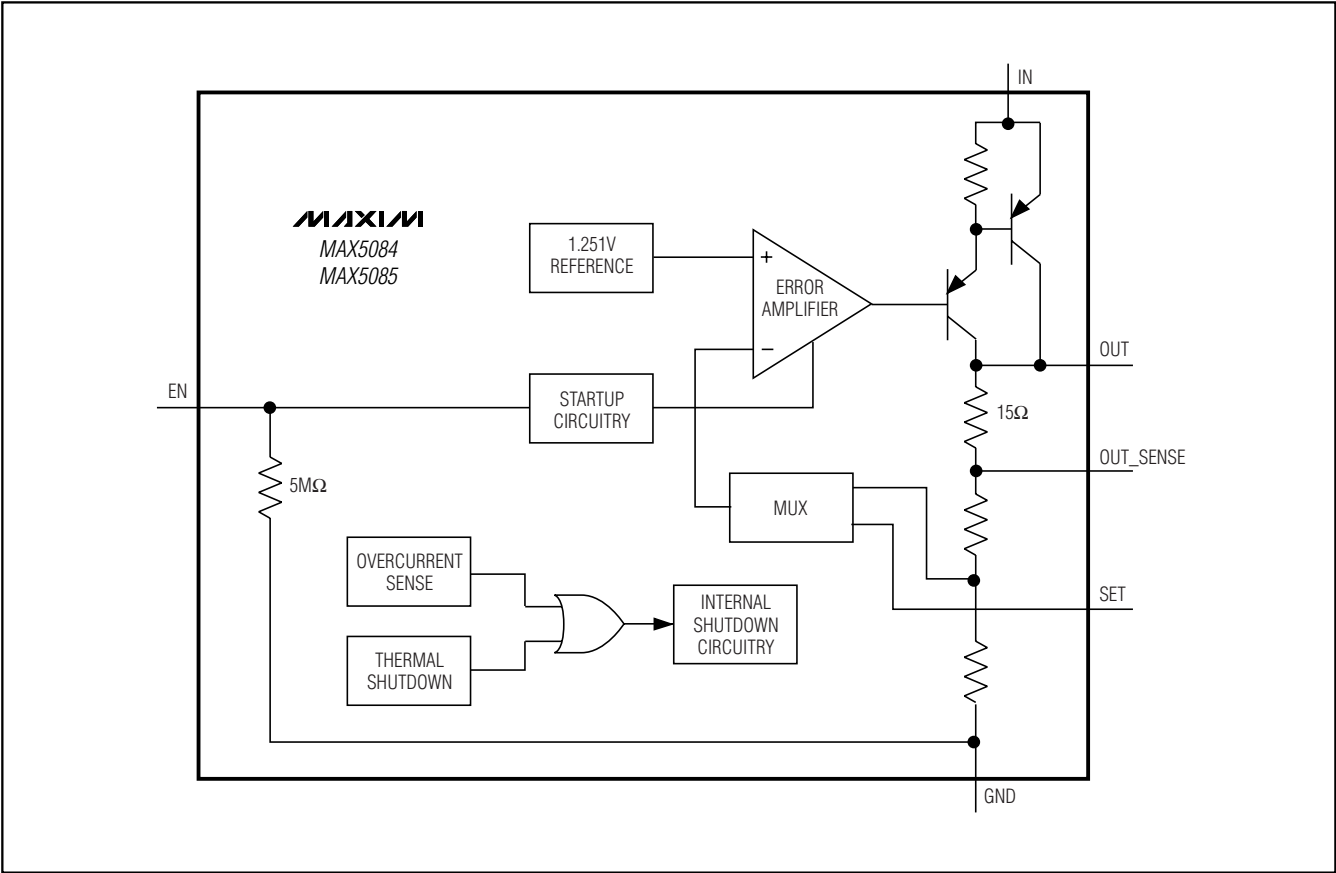 IN
MAXIM
MAX5084
MAX5085
1.251V
REFERENCE
+
ERROR
AMPLIFIER
−
OUT
EN
STARTUP
CIRCUITRY
15Ω
OUT_SENSE
5MΩ
MUX
OVERCURRENT
SENSE
INTERNAL
SHUTDOWN
CIRCUITRY
SET
THERMAL
SHUTDOWN
GND